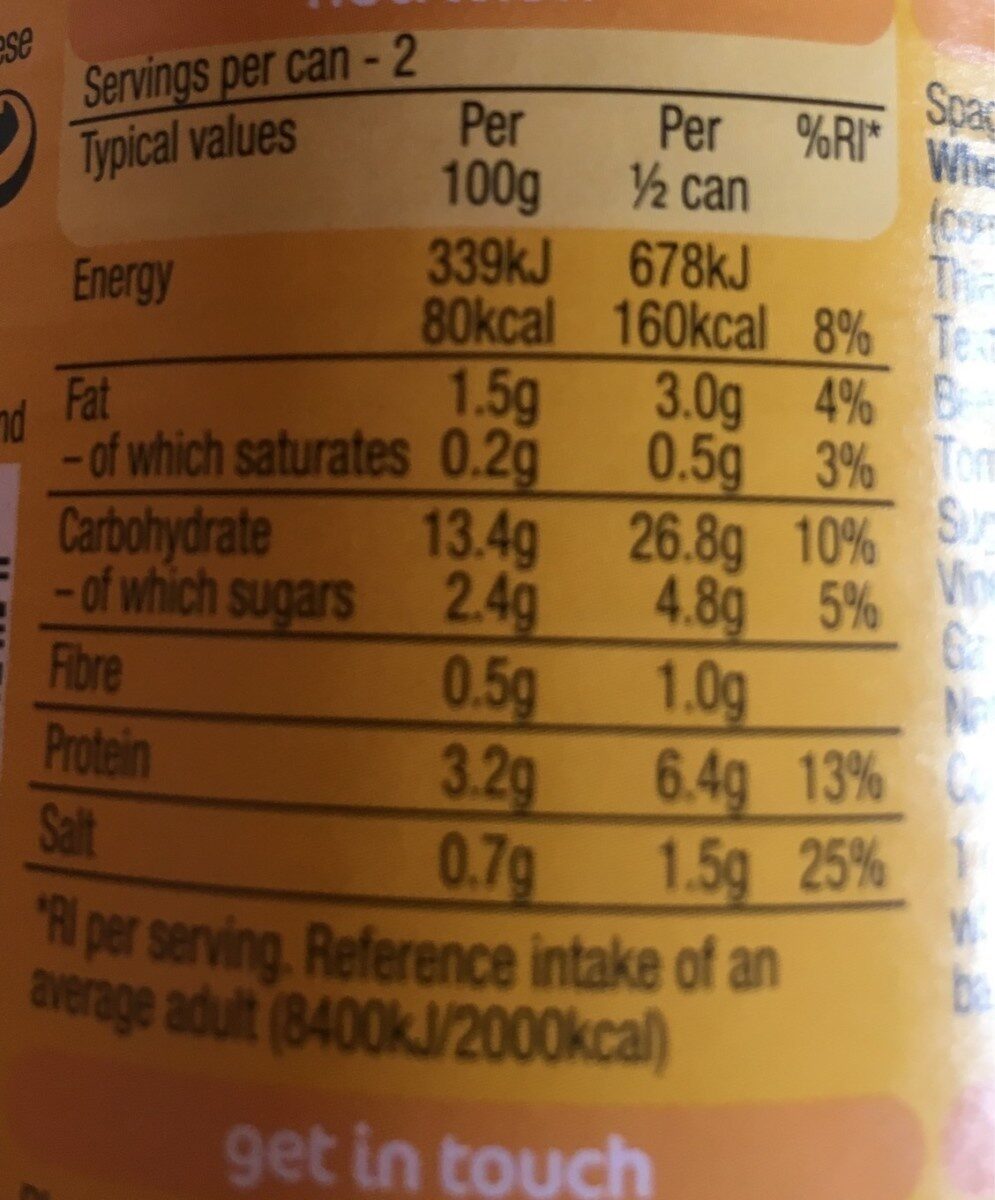 Servings per can - 2
Typical values Per 100g Per ½ can %RI*
Energy 339kJ 678kJ
80kcal 160kcal 8%
Fat 1.5g 3.0g 4%
- of which saturates 0.2g 0.5g 3%
Carbohydrate 13.4g 26.8g 10%
- of which sugars 2.4g 4.8g 5%
Fibre 0.5g 1.0g
Protein 3.2g 6.4g 13%
Salt 0.7g 1.5g 25%
*RI per serving. Reference intake of an
average adult (8400kJ/2000kcal)
get in touch